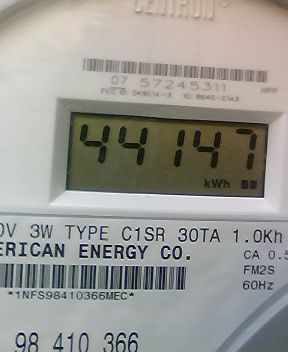 CENTRON
07 57245311
44147
kWh
0V 3W TYPE C1SR 30TA 1.0Kh
ERICAN ENERGY CO.
CA 0.5
FM2S
*1NFS98410366MEC*
60Hz
98 410 366